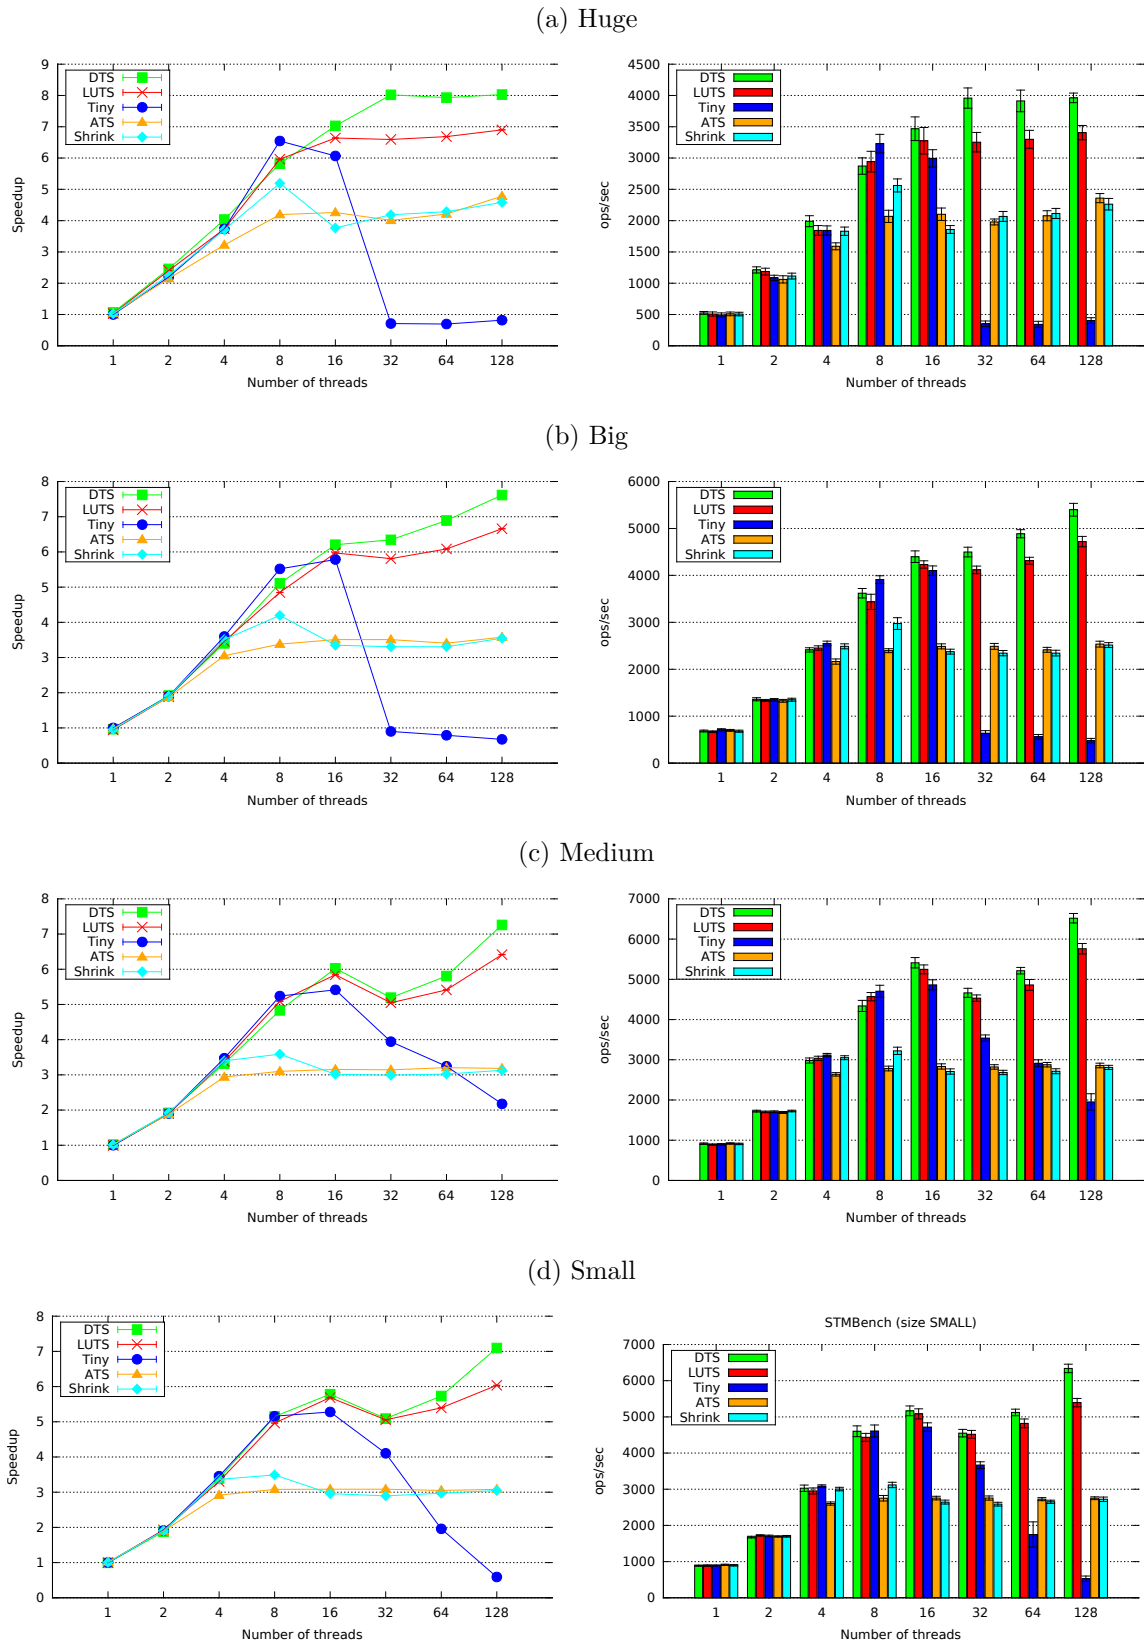 (a) Huge
9
8
7
6
5
4
3
2
1
0
Speedup
DTS
LUTS
Tiny
ATS
Shrink
1 2 4 8 16 32 64 128
Number of threads
4500
4000
3500
3000
2500
2000
1500
1000
500
0
ops/sec
DTS
LUTS
Tiny
ATS
Shrink
1 2 4 8 16 32 64 128
Number of threads
(b) Big
8
7
6
5
4
3
2
1
0
Speedup
DTS
LUTS
Tiny
ATS
Shrink
1 2 4 8 16 32 64 128
Number of threads
6000
5000
4000
3000
2000
1000
0
ops/sec
DTS
LUTS
Tiny
ATS
Shrink
1 2 4 8 16 32 64 128
Number of threads
(c) Medium
8
7
6
5
4
3
2
1
0
Speedup
DTS
LUTS
Tiny
ATS
Shrink
1 2 4 8 16 32 64 128
Number of threads
7000
6000
5000
4000
3000
2000
1000
0
ops/sec
DTS
LUTS
Tiny
ATS
Shrink
1 2 4 8 16 32 64 128
Number of threads
(d) Small
8
7
6
5
4
3
2
1
0
Speedup
DTS
LUTS
Tiny
ATS
Shrink
1 2 4 8 16 32 64 128
Number of threads
STMBench (size SMALL)
7000
6000
5000
4000
3000
2000
1000
0
ops/sec
DTS
LUTS
Tiny
ATS
Shrink
1 2 4 8 16 32 64 128
Number of threads